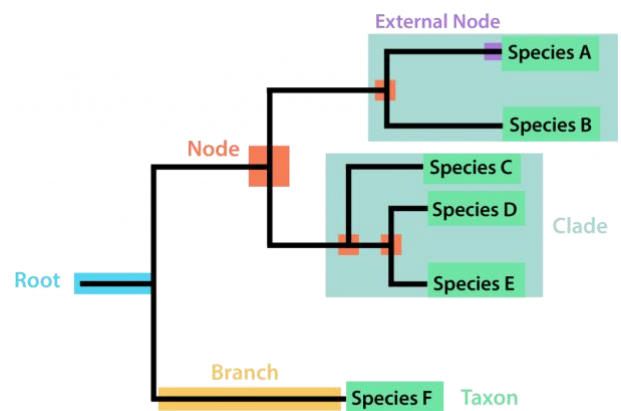 External Node
Species A
Species B
Node
Species C
Species D
Clade
Species E
Root
Branch
Species F
Taxon